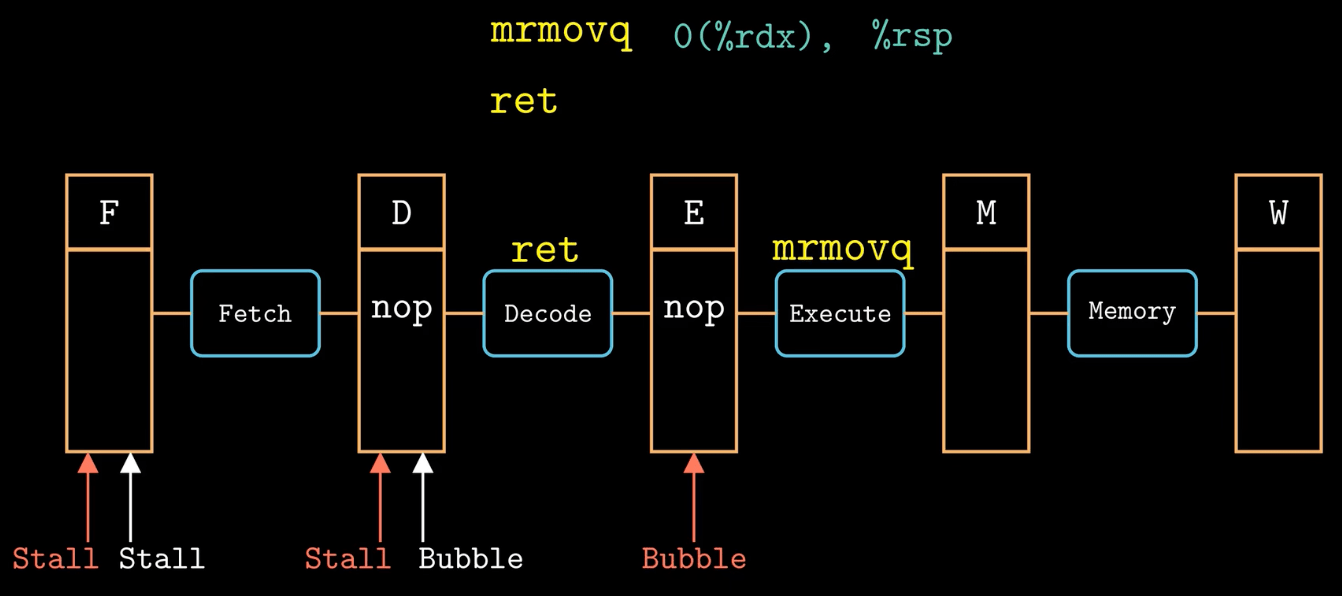 mrmovq 0(%rdx), %rsp
ret
F D E M W
ret mrmovq
Fetch nop Decode nop Execute Memory
Stall Stall Stall Bubble Bubble